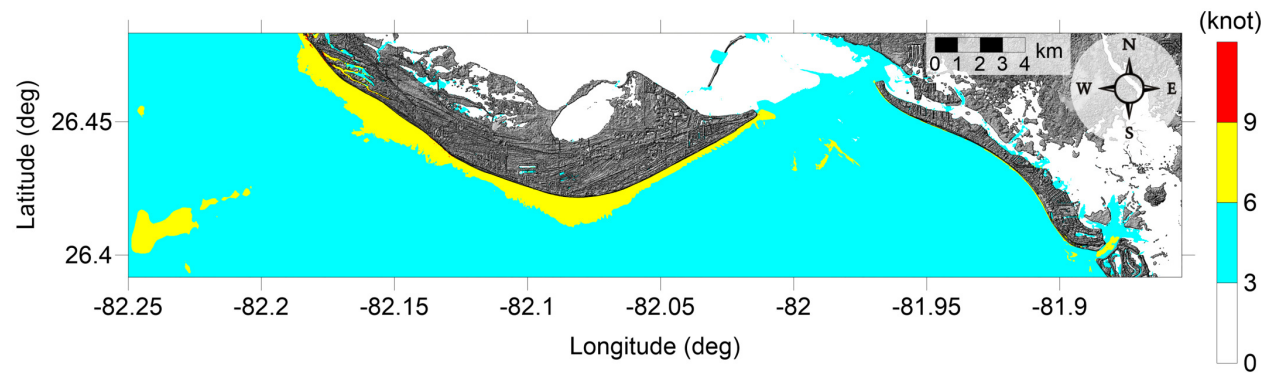 (knot)
km
0 1 2 3 4
N
W E
S
Latitude (deg)
26.45
26.4
9
6
3
0
-82.25 -82.2 -82.15 -82.1 -82.05 -82 -81.95 -81.9
Longitude (deg)